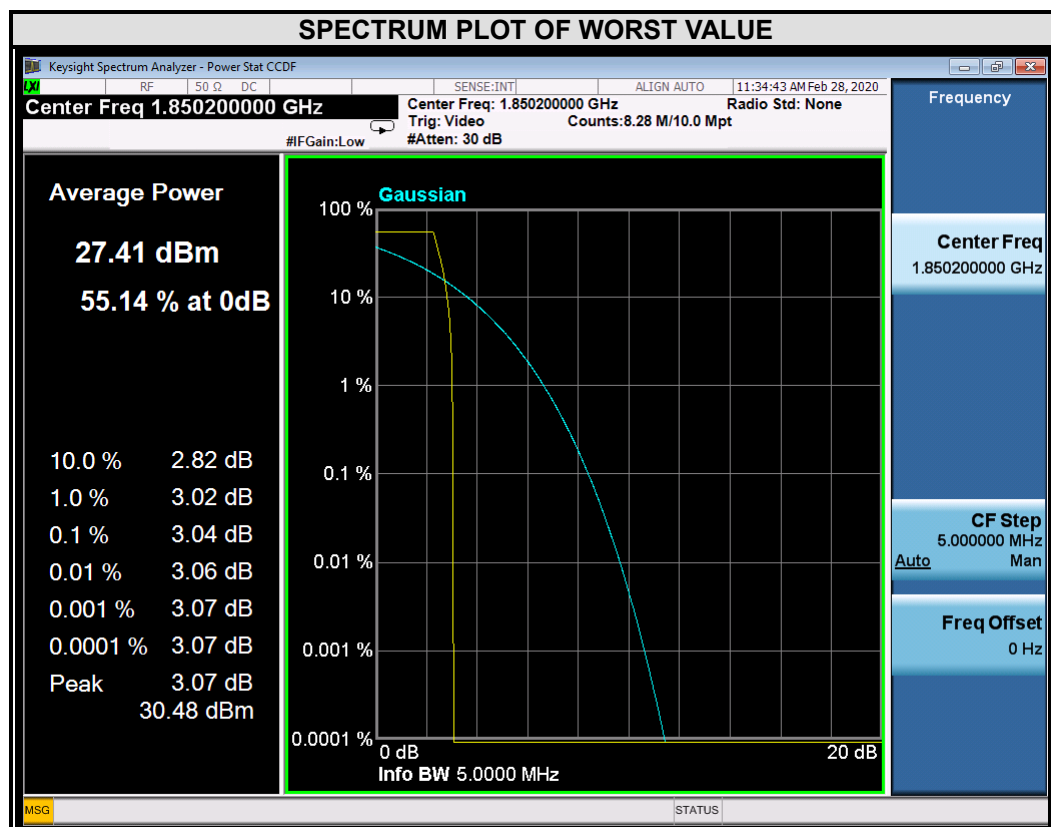 SPECTRUM PLOT OF WORST VALUE
Keysight Spectrum Analyzer - Power Stat CCDF
LXI RF 50 Ω DC SENSE:INT ALIGN AUTO 11:34:43 AM Feb 28, 2020
Center Freq 1.850200000 GHz
Center Freq: 1.850200000 GHz Radio Std: None
Trig: Video Counts:8.28 M/10.0 Mpt
#IFGain:Low #Atten: 30 dB
Frequency
Average Power
27.41 dBm
55.14 % at 0dB
10.0 % 2.82 dB
1.0 % 3.02 dB
0.1 % 3.04 dB
0.01 % 3.06 dB
0.001 % 3.07 dB
0.0001 % 3.07 dB
Peak 3.07 dB
30.48 dBm
Gaussian
100 %
10 %
1 %
0.1 %
0.01 %
0.001 %
0.0001 %
0 dB 20 dB
Info BW 5.0000 MHz
Center Freq
1.850200000 GHz
CF Step
5.000000 MHz
Auto Man
Freq Offset
0 Hz
MSG STATUS